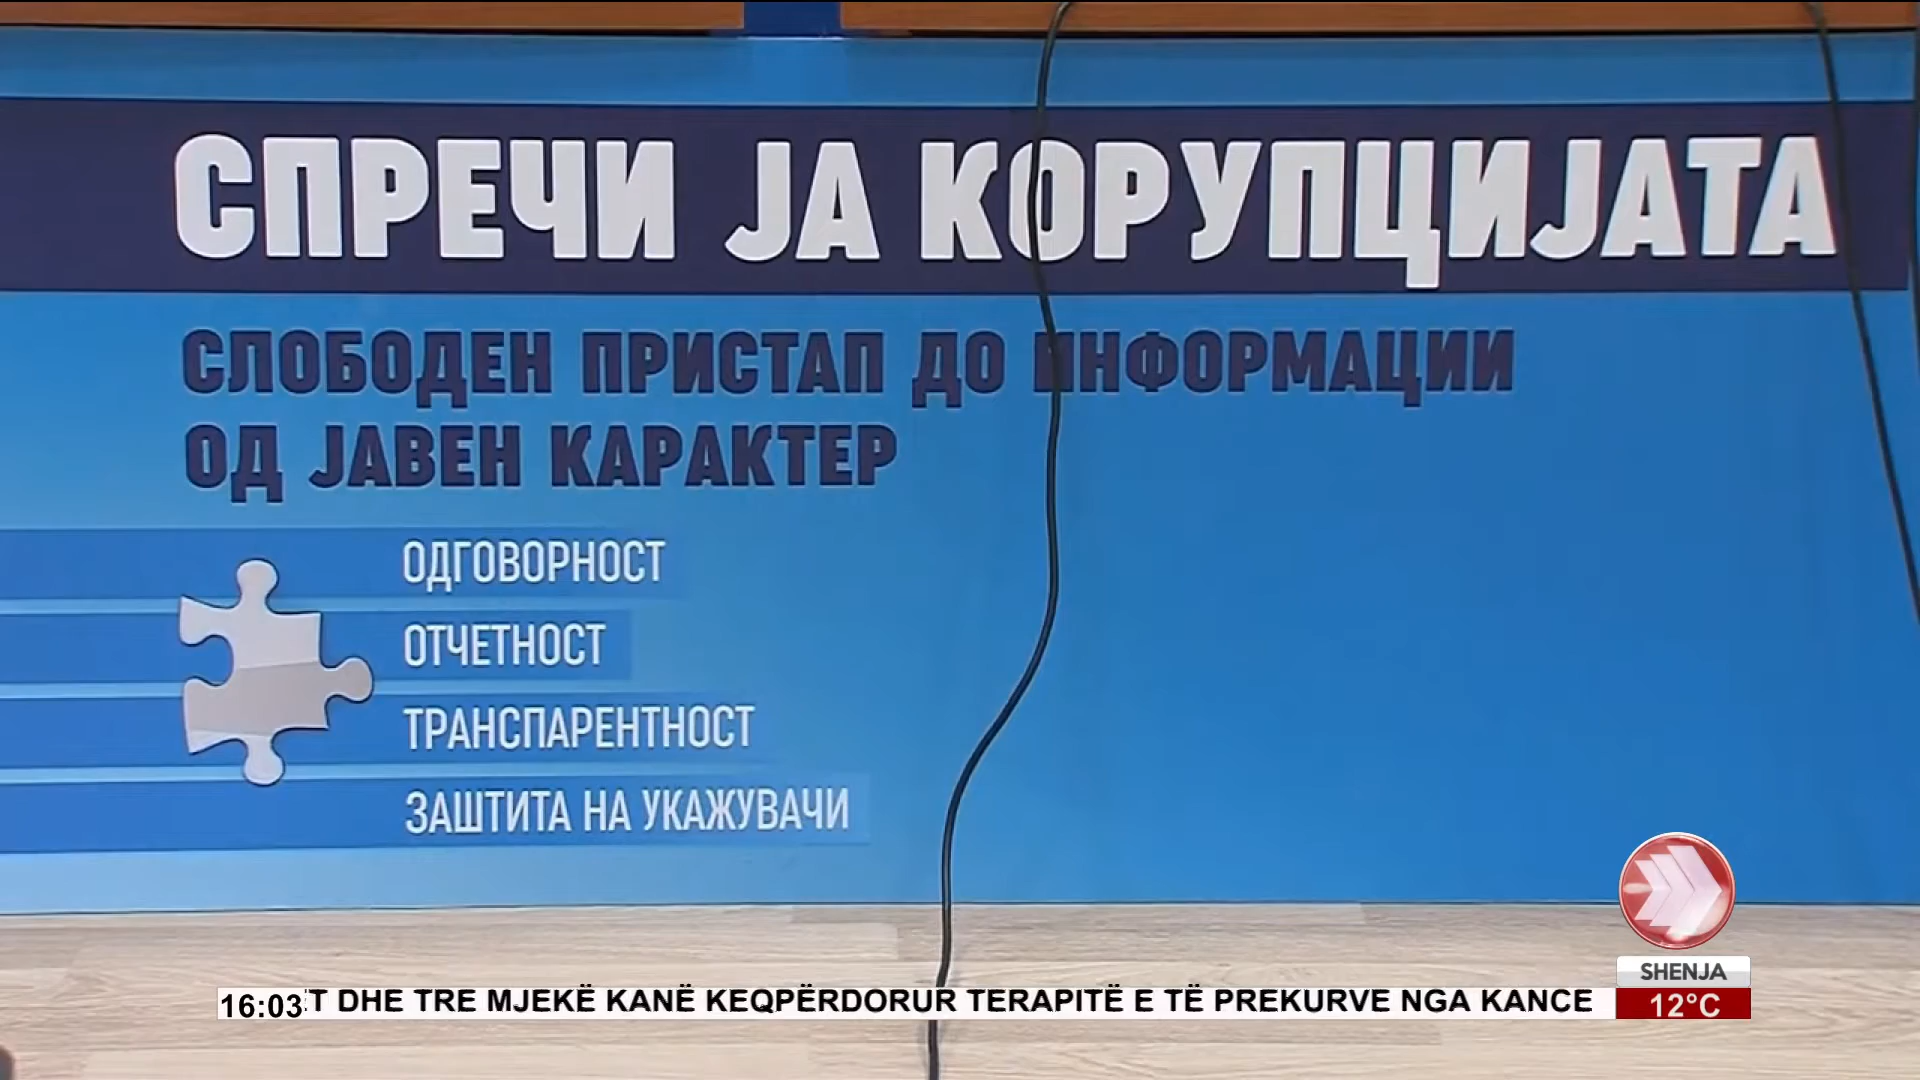 СПРЕЧИ ЈА КОРУПЦИЈАТА
СЛОБОДЕН ПРИСТАП ДО ИНФОРМАЦИИ
ОД ЈАВЕН КАРАКТЕР
ОДГОВОРНОСТ
ОТЧЕТНОСТ
ТРАНСПАРЕНТНОСТ
ЗАШТИТА НА УКАЖУВАЧИ
SHENJA
16:03 DHE TRE MJEKË KANË KEQPËRDORUR TERAPITË E TË PREKURVE NGA KANCE
12°C